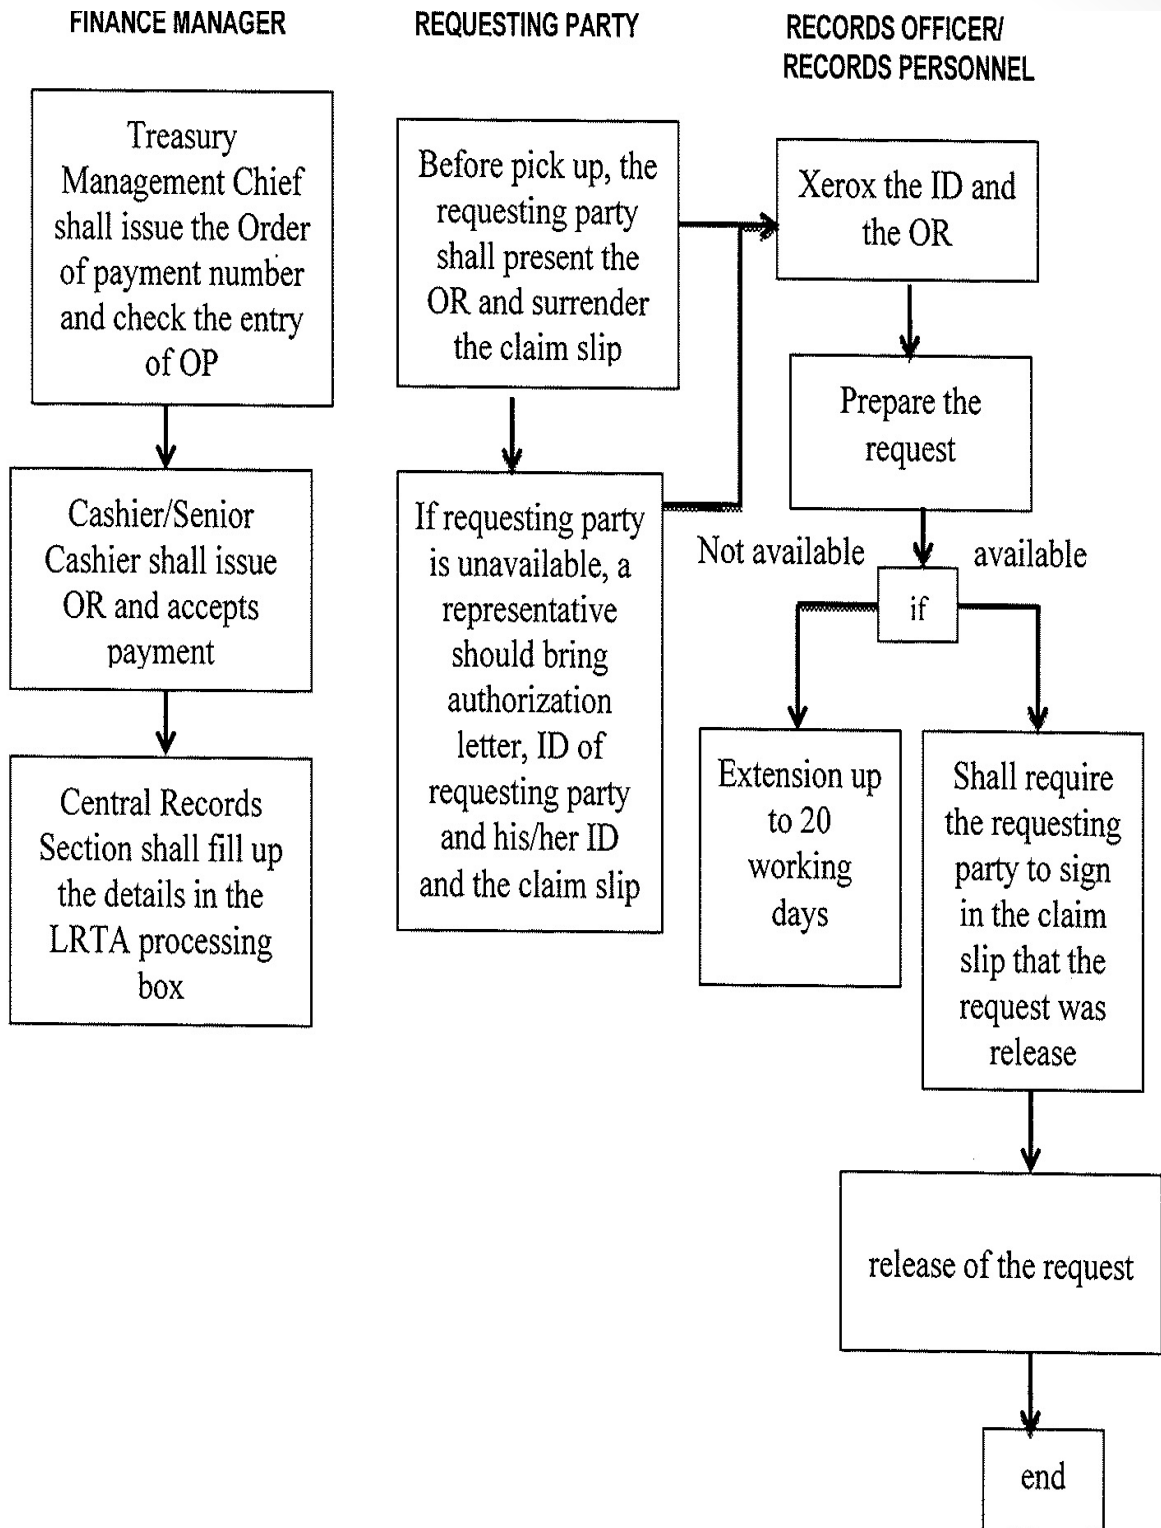 FINANCE MANAGER
Treasury
Management Chief
shall issue the Order
of payment number
and check the entry
of OP
Cashier/Senior
Cashier shall issue
OR and accepts
payment
Central Records
Section shall fill up
the details in the
LRTA processing
box
REQUESTING PARTY
Before pick up, the
requesting party
shall present the
OR and surrender
the claim slip
If requesting party
is unavailable, a
representative
should bring
authorization
letter, ID of
requesting party
and his/her ID
and the claim slip
RECORDS OFFICER/
RECORDS PERSONNEL
Xerox the ID and
the OR
Prepare the
request
Not available
available
if
Extension up
to 20
working
days
Shall require
the requesting
party to sign
in the claim
slip that the
request was
release
release of the request
end